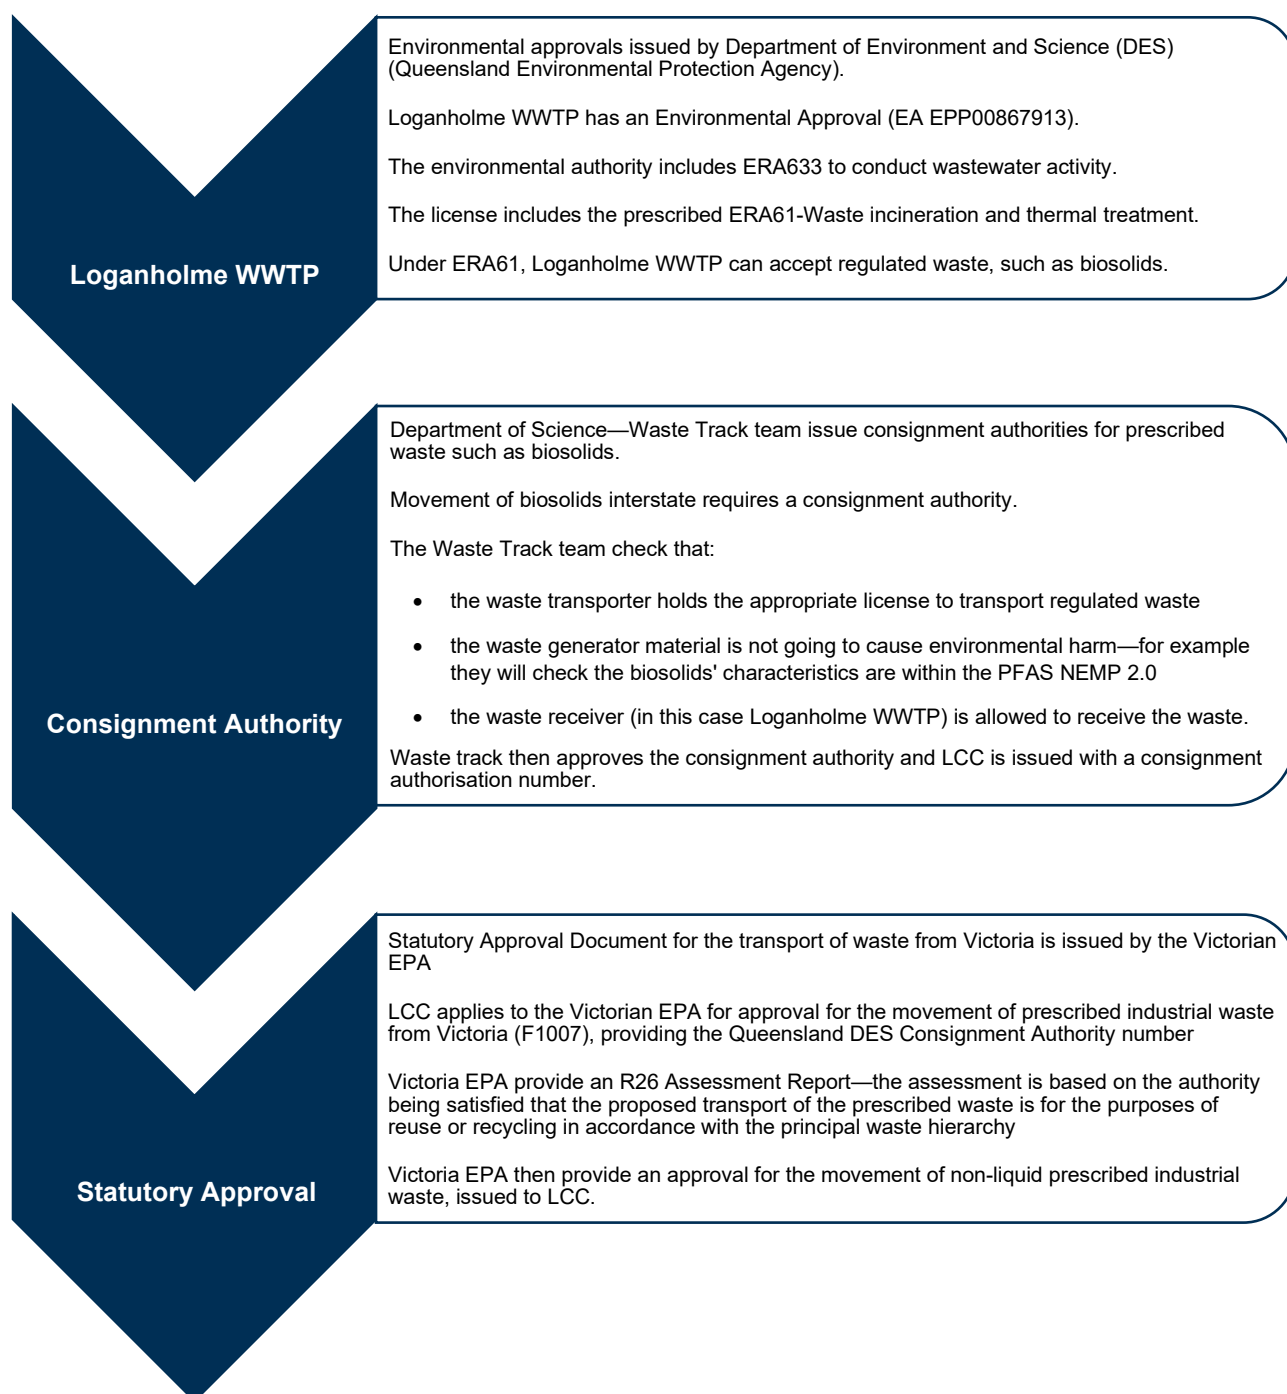 Environmental approvals issued by Department of Environment and Science (DES)
(Queensland Environmental Protection Agency).
Loganholme WWTP has an Environmental Approval (EA EPP00867913).
The environmental authority includes ERA633 to conduct wastewater activity.
The license includes the prescribed ERA61-Waste incineration and thermal treatment.
Under ERA61, Loganholme WWTP can accept regulated waste, such as biosolids.
Loganholme WWTP
Department of Science—Waste Track team issue consignment authorities for prescribed
waste such as biosolids.
Movement of biosolids interstate requires a consignment authority.
The Waste Track team check that:
• the waste transporter holds the appropriate license to transport regulated waste
• the waste generator material is not going to cause environmental harm—for example
they will check the biosolids' characteristics are within the PFAS NEMP 2.0
• the waste receiver (in this case Loganholme WWTP) is allowed to receive the waste.
Waste track then approves the consignment authority and LCC is issued with a consignment
authorisation number.
Consignment Authority
Statutory Approval Document for the transport of waste from Victoria is issued by the Victorian
EPA
LCC applies to the Victorian EPA for approval for the movement of prescribed industrial waste
from Victoria (F1007), providing the Queensland DES Consignment Authority number
Victoria EPA provide an R26 Assessment Report—the assessment is based on the authority
being satisfied that the proposed transport of the prescribed waste is for the purposes of
reuse or recycling in accordance with the principal waste hierarchy
Victoria EPA then provide an approval for the movement of non-liquid prescribed industrial
waste, issued to LCC.
Statutory Approval